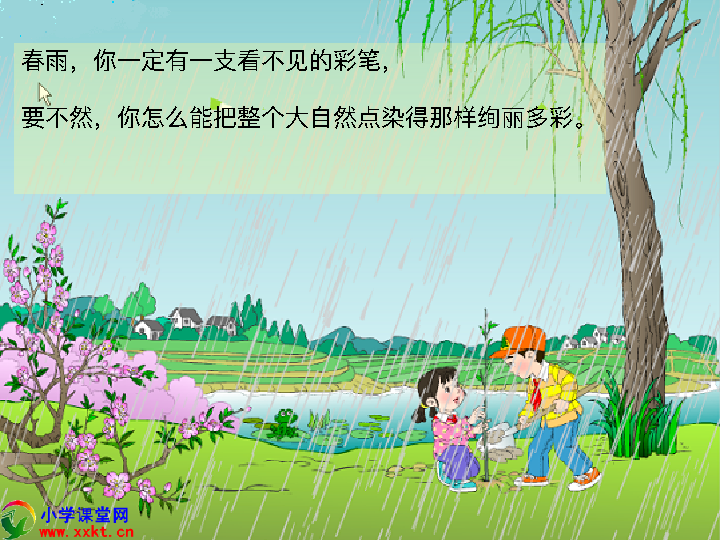 春雨，你一定有一支看不见的彩笔，
要不然，你怎么能把整个大自然点染得那样绚丽多彩。
小学课堂网
www.xxkt.cn